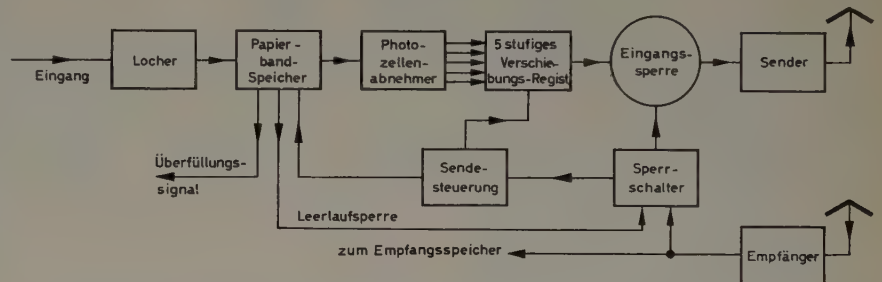 Eingang
Locher
Papier-
band-
Speicher
Photo-
zellen-
abnehmer
5 stufiges
Verschie-
bungs-Regist.
Eingangs-
sperre
Sender
Überfüllungs-
signal
Sende-
steuerung
Sperr-
schalter
Leerlaufsperre
zum Empfangsspeicher
Empfänger